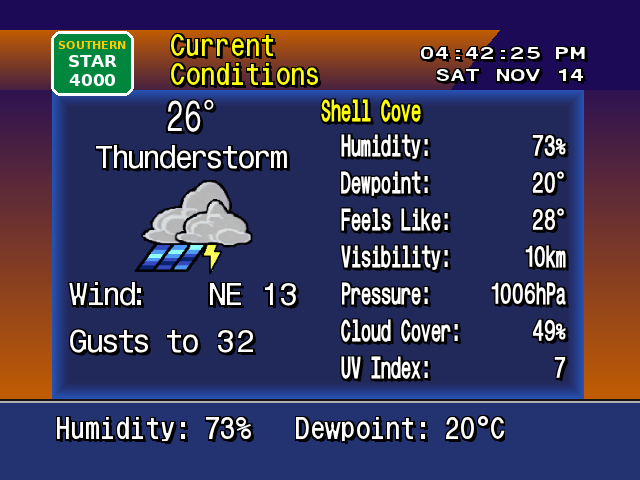 SOUTHERN
STAR
4000
Current
Conditions
04:42:25 PM
SAT NOV 14
26°
Thunderstorm
Wind: NE 13
Gusts to 32
Shell Cove
Humidity: 73%
Dewpoint: 20°
Feels Like: 28°
Visibility: 10km
Pressure: 1006hPa
Cloud Cover: 49%
UV Index: 7
Humidity: 73% Dewpoint: 20°C